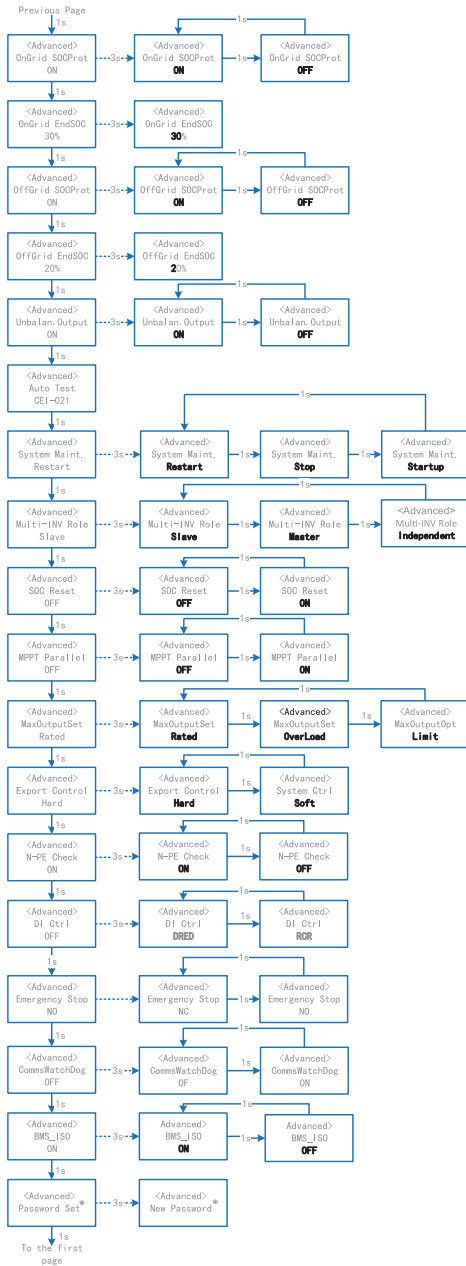 Previous Page
1s
1s
<Advanced>
OnGrid SOCProt
ON
3s
<Advanced>
OnGrid SOCProt
ON
1s
<Advanced>
OnGrid SOCProt
OFF
1s
<Advanced>
OnGrid EndSOC
30%
3s
<Advanced>
OnGrid EndSOC
30%
1s
1s
<Advanced>
OffGrid SOCProt
ON
3s
<Advanced>
OffGrid SOCProt
ON
1s
<Advanced>
OffGrid SOCProt
OFF
1s
<Advanced>
OffGrid EndSOC
20%
3s
<Advanced>
OffGrid EndSOC
20%
1s
1s
<Advanced>
Unbalan.Output
ON
3s
<Advanced>
Unbalan.Output
ON
1s
<Advanced>
Unbalan.Output
OFF
1s
<Advanced>
Auto Test
CEI-021
1s
1s
<Advanced>
System Maint.
Restart
3s
<Advanced>
System Maint.
Restart
1s
<Advanced>
System Maint.
Stop
1s
<Advanced>
System Maint.
Startup
1s
1s
<Advanced>
Multi-INV Role
Slave
3s
<Advanced>
Multi-INV Role
Slave
1s
<Advanced>
Multi-INV Role
Master
1s
<Advanced>
Multi-INV Role
Independent
1s
1s
<Advanced>
SOC Reset
OFF
3s
<Advanced>
SOC Reset
OFF
1s
<Advanced>
SOC Reset
ON
1s
1s
<Advanced>
MPPT Parallel
OFF
3s
<Advanced>
MPPT Parallel
OFF
1s
<Advanced>
MPPT Parallel
ON
1s
1s
<Advanced>
MaxOutputSet
Rated
3s
<Advanced>
MaxOutputSet
Rated
1s
<Advanced>
MaxOutputSet
OverLoad
1s
<Advanced>
MaxOutputOpt
Limit
1s
1s
<Advanced>
Export Control
Hard
3s
<Advanced>
Export Control
Hard
1s
<Advanced>
System Ctrl
Soft
1s
1s
<Advanced>
N-PE Check
ON
3s
<Advanced>
N-PE Check
ON
1s
<Advanced>
N-PE Check
OFF
1s
1s
<Advanced>
DI Ctrl
OFF
3s
<Advanced>
DI Ctrl
DRED
1s
<Advanced>
DI Ctrl
RCR
1s
1s
<Advanced>
Emergency Stop
NO
<Advanced>
Emergency Stop
NC
1s
<Advanced>
Emergency Stop
NO
1s
1s
<Advanced>
CommsWatchDog
OFF
3s
<Advanced>
CommsWatchDog
OF
1s
<Advanced>
CommsWatchDog
ON
1s
1s
<Advanced>
BMS_ISO
ON
3s
<Advanced>
BMS_ISO
ON
1s
Advanced>
BMS_ISO
OFF
1s
<Advanced>
Password Set*
3s
<Advanced>
New Password*
1s
To the first
page